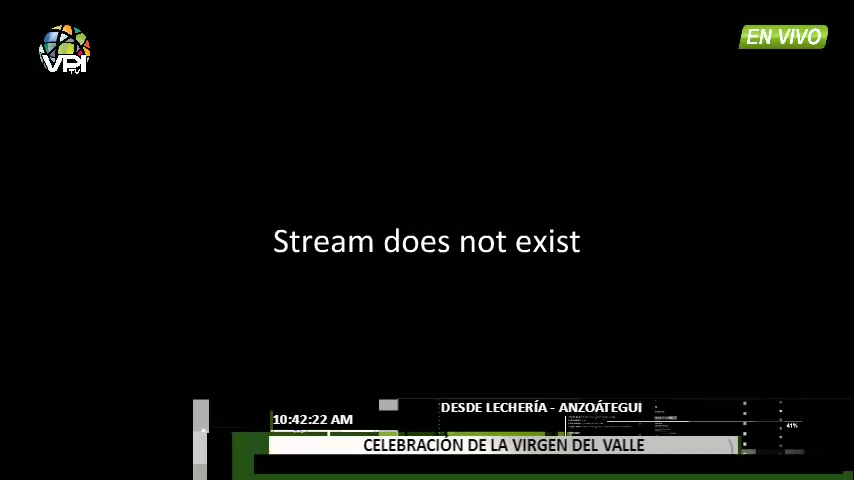 VPI
TV
EN VIVO
Stream does not exist
DESDE LECHERÍA - ANZOÁTEGUI
10:42:22 AM
41%
CELEBRACIÓN DE LA VIRGEN DEL VALLE